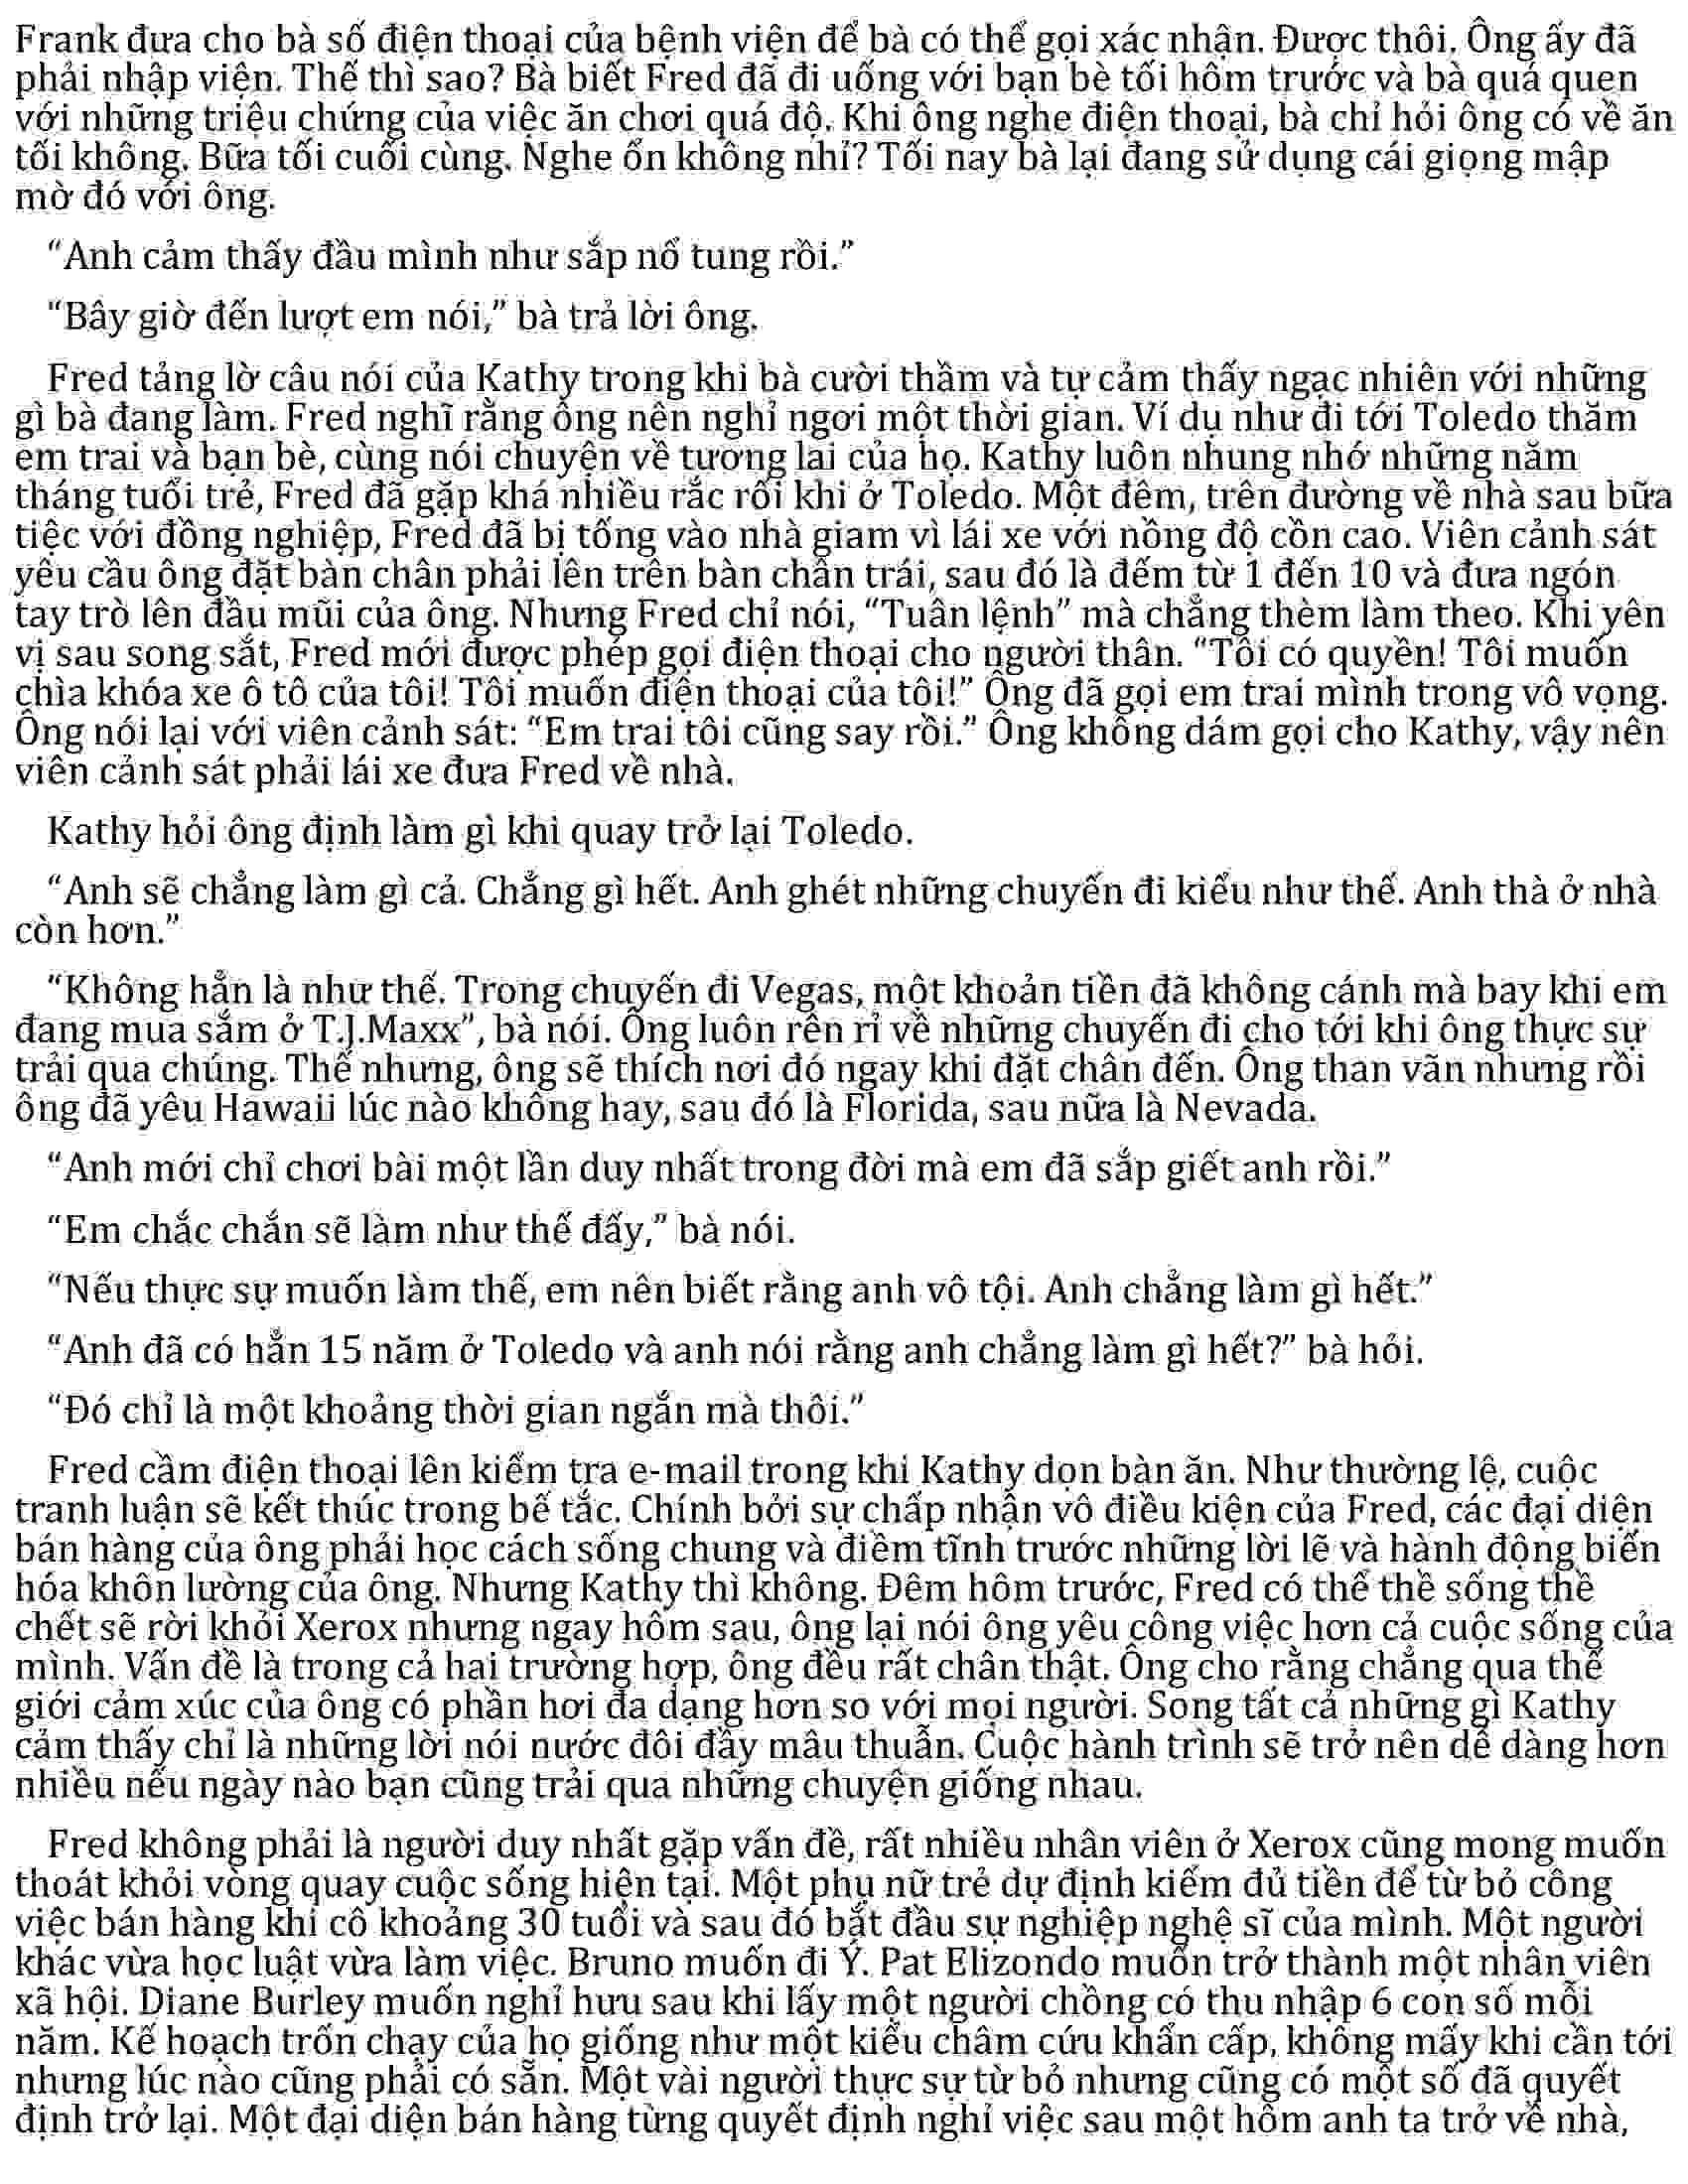 Frank đưa cho bà số điện thoại của bệnh viện để bà có thể gọi xác nhận. Được thôi. Ông ấy đã
phải nhập viện. Thế thì sao? Bà biết Fred đã đi uống với bạn bè tối hôm trước và bà quá quen
với những triệu chứng của việc ăn chơi quá độ. Khi ông nghe điện thoại, bà chỉ hỏi ông có về ăn
tối không. Bữa tối cuối cùng. Nghe ổn không nhỉ? Tối nay bà lại đang sử dụng cái giọng mập
mờ đó với ông.
“Anh cảm thấy đầu mình như sắp nổ tung rồi.”
“Bây giờ đến lượt em nói,” bà trả lời ông.
Fred tảng lờ câu nói của Kathy trong khi bà cười thầm và tự cảm thấy ngạc nhiên với những
gì bà đang làm. Fred nghĩ rằng ông nên nghỉ ngơi một thời gian. Ví dụ như đi tới Toledo thăm
em trai và bạn bè, cùng nói chuyện về tương lai của họ. Kathy luôn nhung nhớ những năm
tháng tuổi trẻ, Fred đã gặp khá nhiều rắc rối khi ở Toledo. Một đêm, trên đường về nhà sau bữa
tiệc với đồng nghiệp, Fred đã bị tống vào nhà giam vì lái xe với nồng độ cồn cao. Viên cảnh sát
yêu cầu ông đặt bàn chân phải lên trên bàn chân trái, sau đó là đếm từ 1 đến 10 và đưa ngón
tay trỏ lên đầu mũi của ông. Nhưng Fred chỉ nói, “Tuân lệnh” mà chẳng thèm làm theo. Khi yên
vị sau song sắt, Fred mới được phép gọi điện thoại cho người thân. “Tôi có quyền! Tôi muốn
chìa khóa xe ô tô của tôi! Tôi muốn điện thoại của tôi!” Ông đã gọi em trai mình trong vô vọng.
Ông nói lại với viên cảnh sát: “Em trai tôi cũng say rồi.” Ông không dám gọi cho Kathy, vậy nên
viên cảnh sát phải lái xe đưa Fred về nhà.
Kathy hỏi ông định làm gì khi quay trở lại Toledo.
“Anh sẽ chẳng làm gì cả. Chẳng gì hết. Anh ghét những chuyến đi kiểu như thế. Anh thà ở nhà
còn hơn.”
“Không hẳn là như thế. Trong chuyến đi Vegas, một khoản tiền đã không cánh mà bay khi em
đang mua sắm ở T.J.Maxx”, bà nói. Ông luôn rên rỉ về những chuyến đi cho tới khi ông thực sự
trải qua chúng. Thế nhưng, ông sẽ thích nơi đó ngay khi đặt chân đến. Ông than vãn nhưng rồi
ông đã yêu Hawaii lúc nào không hay, sau đó là Florida, sau nữa là Nevada.
“Anh mới chỉ chơi bài một lần duy nhất trong đời mà em đã sắp giết anh rồi.”
“Em chắc chắn sẽ làm như thế đấy,” bà nói.
“Nếu thực sự muốn làm thế, em nên biết rằng anh vô tội. Anh chẳng làm gì hết.”
“Anh đã có hẳn 15 năm ở Toledo và anh nói rằng anh chẳng làm gì hết?” bà hỏi.
“Đó chỉ là một khoảng thời gian ngắn mà thôi.”
Fred cầm điện thoại lên kiểm tra e-mail trong khi Kathy dọn bàn ăn. Như thường lệ, cuộc
tranh luận sẽ kết thúc trong bế tắc. Chính bởi sự chấp nhận vô điều kiện của Fred, các đại diện
bán hàng của ông phải học cách sống chung và điềm tĩnh trước những lời lẽ và hành động biến
hóa khôn lường của ông. Nhưng Kathy thì không. Đêm hôm trước, Fred có thể thề sống thề
chết sẽ rời khỏi Xerox nhưng ngay hôm sau, ông lại nói ông yêu công việc hơn cả cuộc sống của
mình. Vấn đề là trong cả hai trường hợp, ông đều rất chân thật. Ông cho rằng chẳng qua thế
giới cảm xúc của ông có phần hơi đa dạng hơn so với mọi người. Song tất cả những gì Kathy
cảm thấy chỉ là những lời nói nước đôi đầy mâu thuẫn. Cuộc hành trình sẽ trở nên dễ dàng hơn
nhiều nếu ngày nào bạn cũng trải qua những chuyện giống nhau.
Fred không phải là người duy nhất gặp vấn đề, rất nhiều nhân viên ở Xerox cũng mong muốn
thoát khỏi vòng quay cuộc sống hiện tại. Một phụ nữ trẻ dự định kiếm đủ tiền để từ bỏ công
việc bán hàng khi cô khoảng 30 tuổi và sau đó bắt đầu sự nghiệp nghệ sĩ của mình. Một người
khác vừa học luật vừa làm việc. Bruno muốn đi Ý. Pat Elizondo muốn trở thành một nhân viên
xã hội. Diane Burley muốn nghỉ hưu sau khi lấy một người chồng có thu nhập 6 con số mỗi
năm. Kế hoạch trốn chạy của họ giống như một kiểu châm cứu khẩn cấp, không mấy khi cần tới
nhưng lúc nào cũng phải có sẵn. Một vài người thực sự từ bỏ nhưng cũng có một số đã quyết
định trở lại. Một đại diện bán hàng từng quyết định nghỉ việc sau một hôm anh ta trở về nhà,